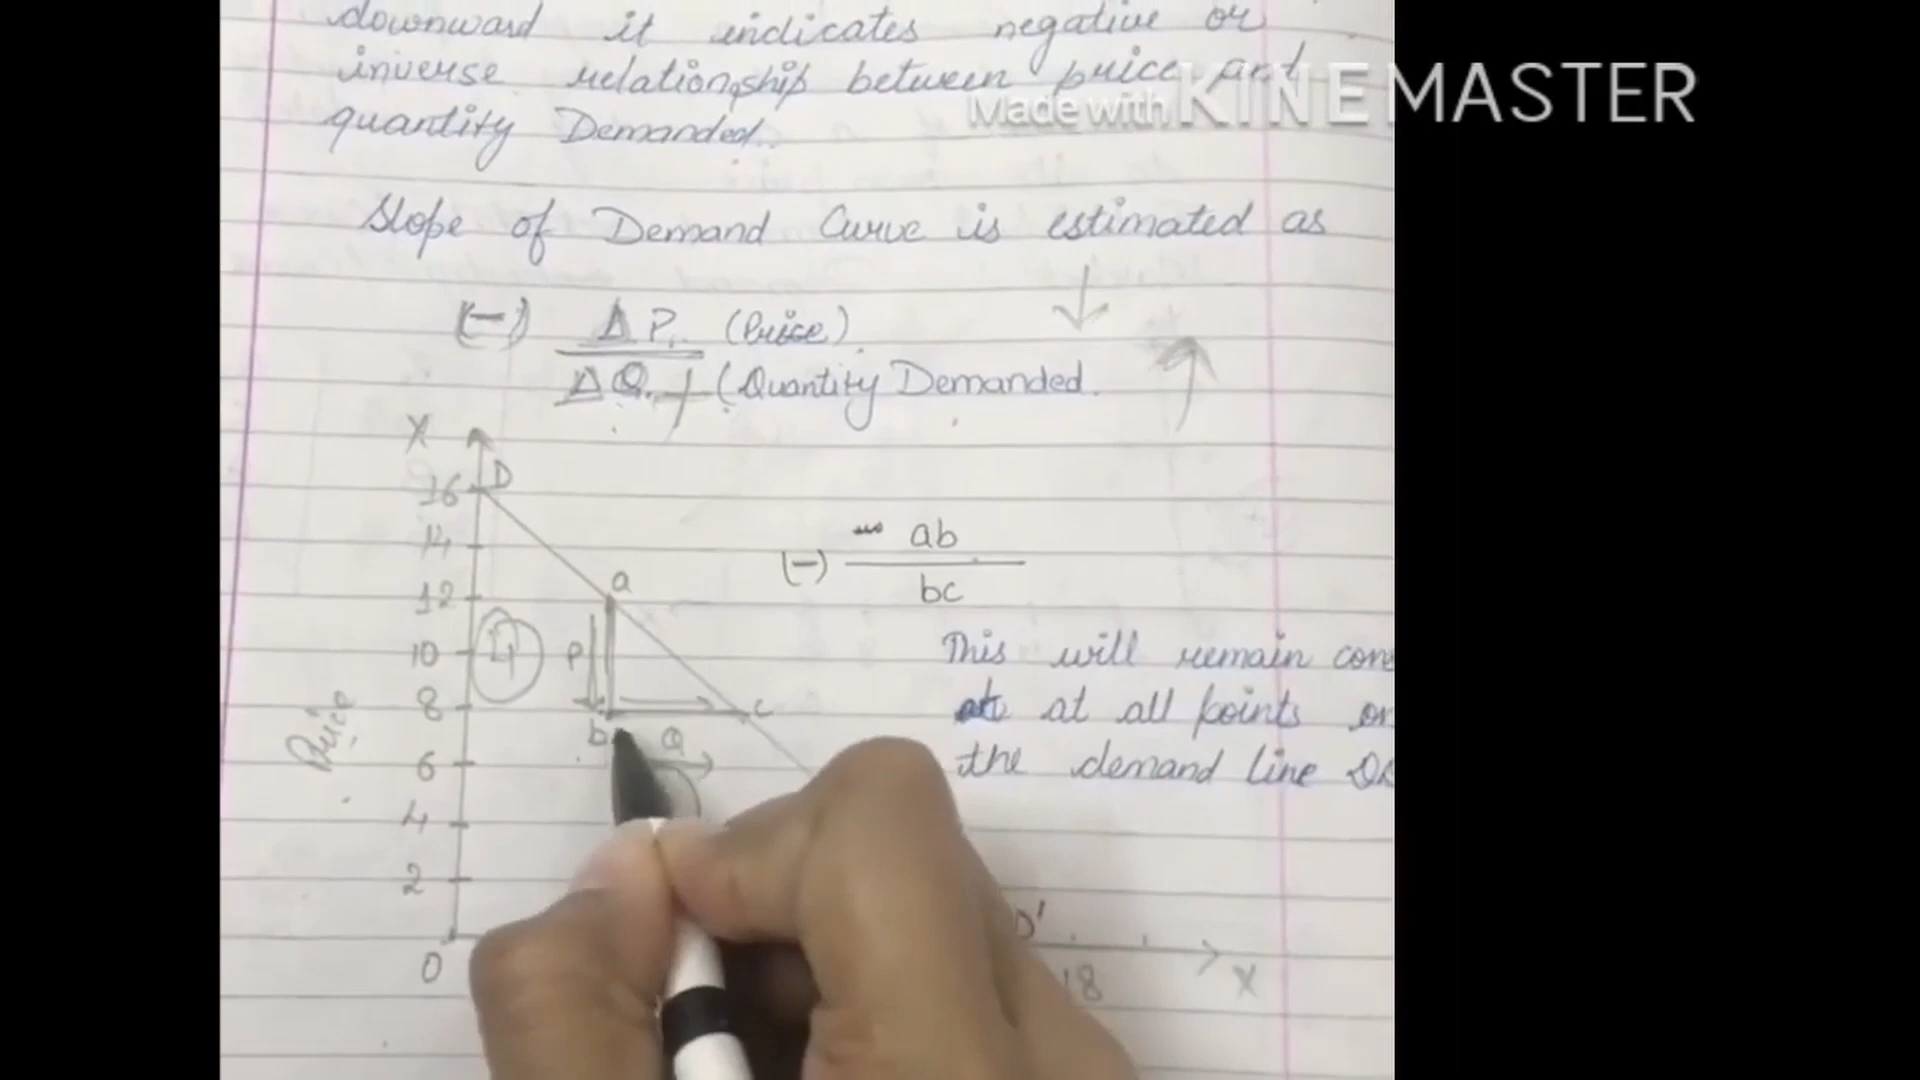 downward it indicates negative or
inverse relationship between price and
quantity Demanded.
Made with KINEMASTER
Slope of Demand Curve is estimated as
(-) ΔP. (Price)
ΔQ. (Quantity Demanded.
X
16 D
14
12 a
10 4 P
8 c
b Q
6
4
2
0
Price
(-) ab
bc
This will remain cons
at all points on
the demand line
D'
18
X